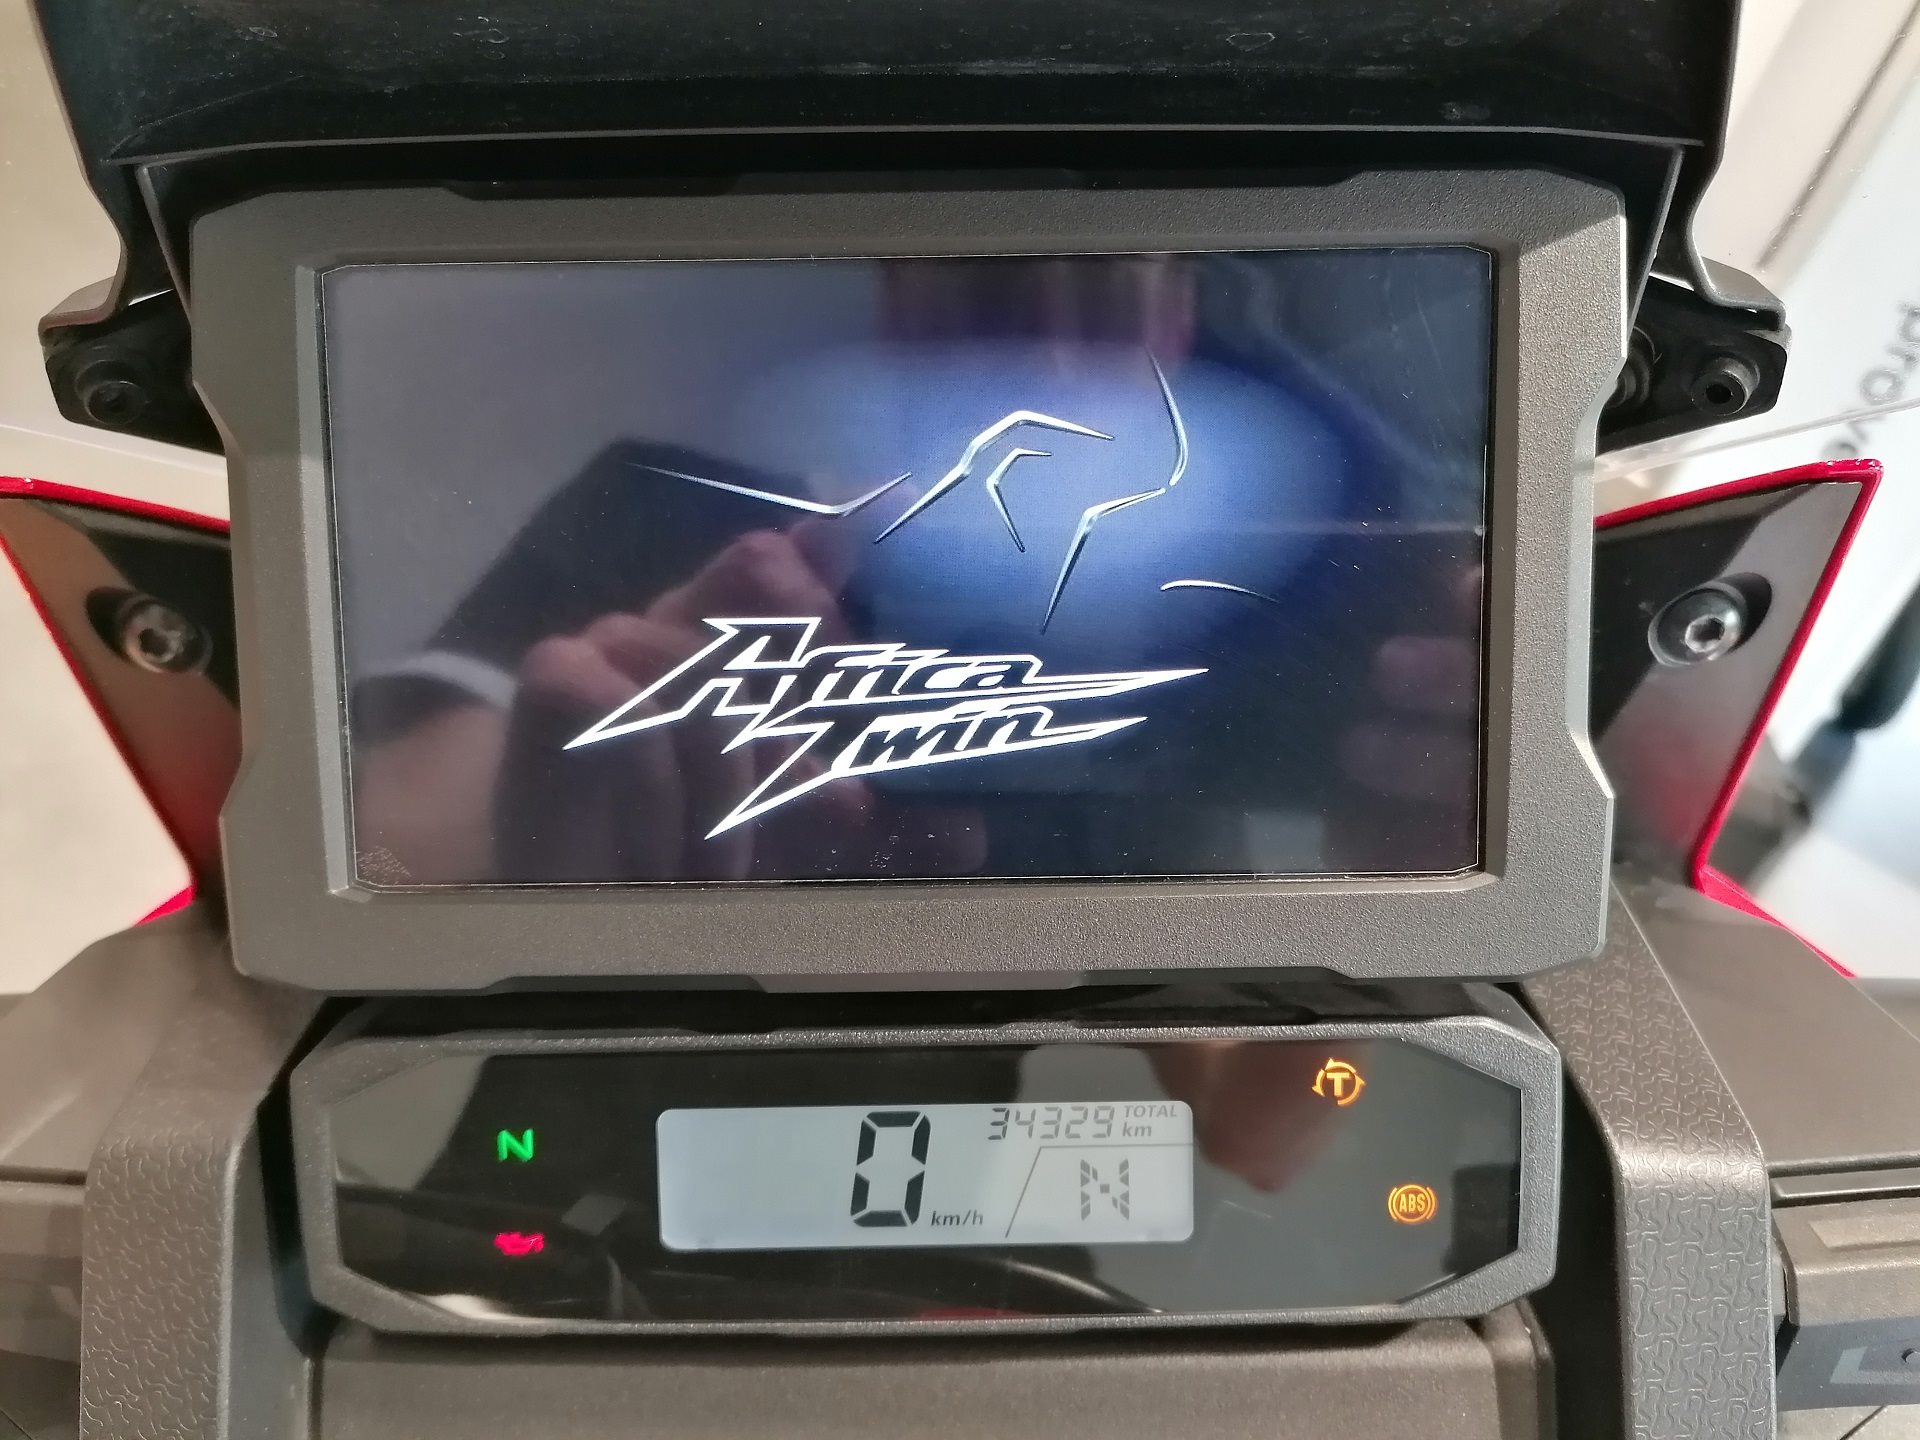 Africa
Twin
T
N
34329 TOTAL
km
0 km/h
N
ABS